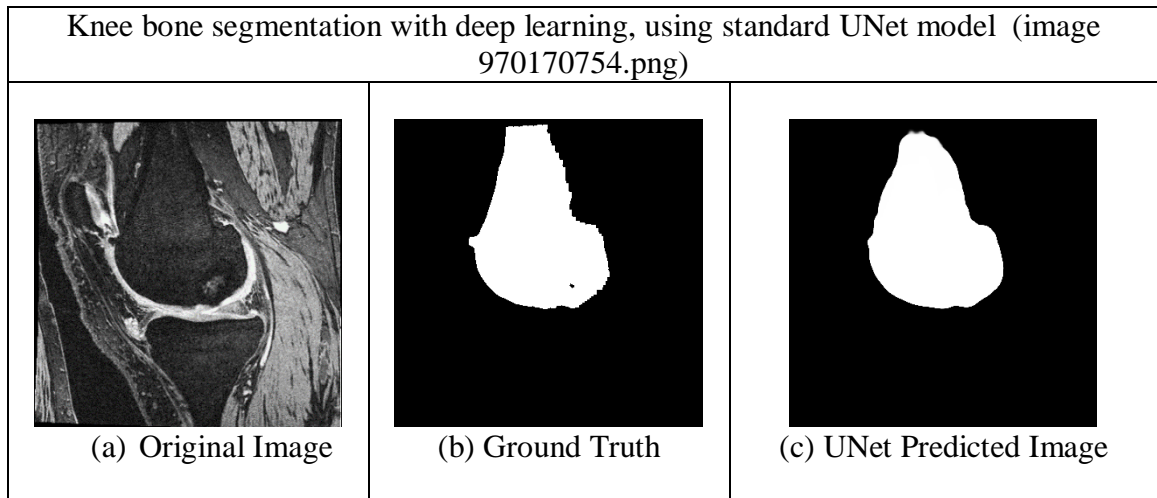 Knee bone segmentation with deep learning, using standard UNet model (image
970170754.png)
(a) Original Image
(b) Ground Truth
(c) UNet Predicted Image